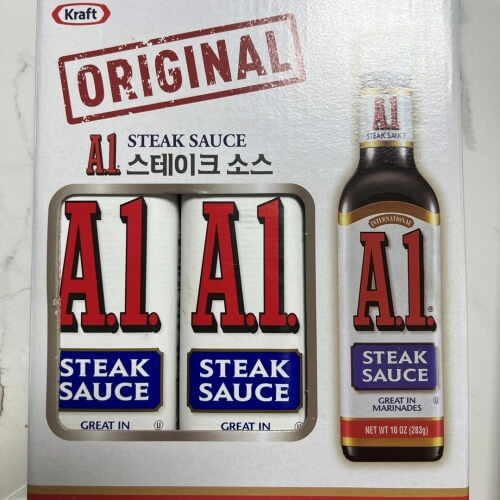 Kraft
ORIGINAL
A.1. STEAK SAUCE
스테이크 소스
A.1.
STEAK
SAUCE
GREAT IN
A.1.
STEAK
SAUCE
GREAT IN
A.1.
STEAK SAUCE
INTERNATIONAL
A.1.®
STEAK
SAUCE
GREAT IN
MARINADES
NET WT 10 OZ (283g)